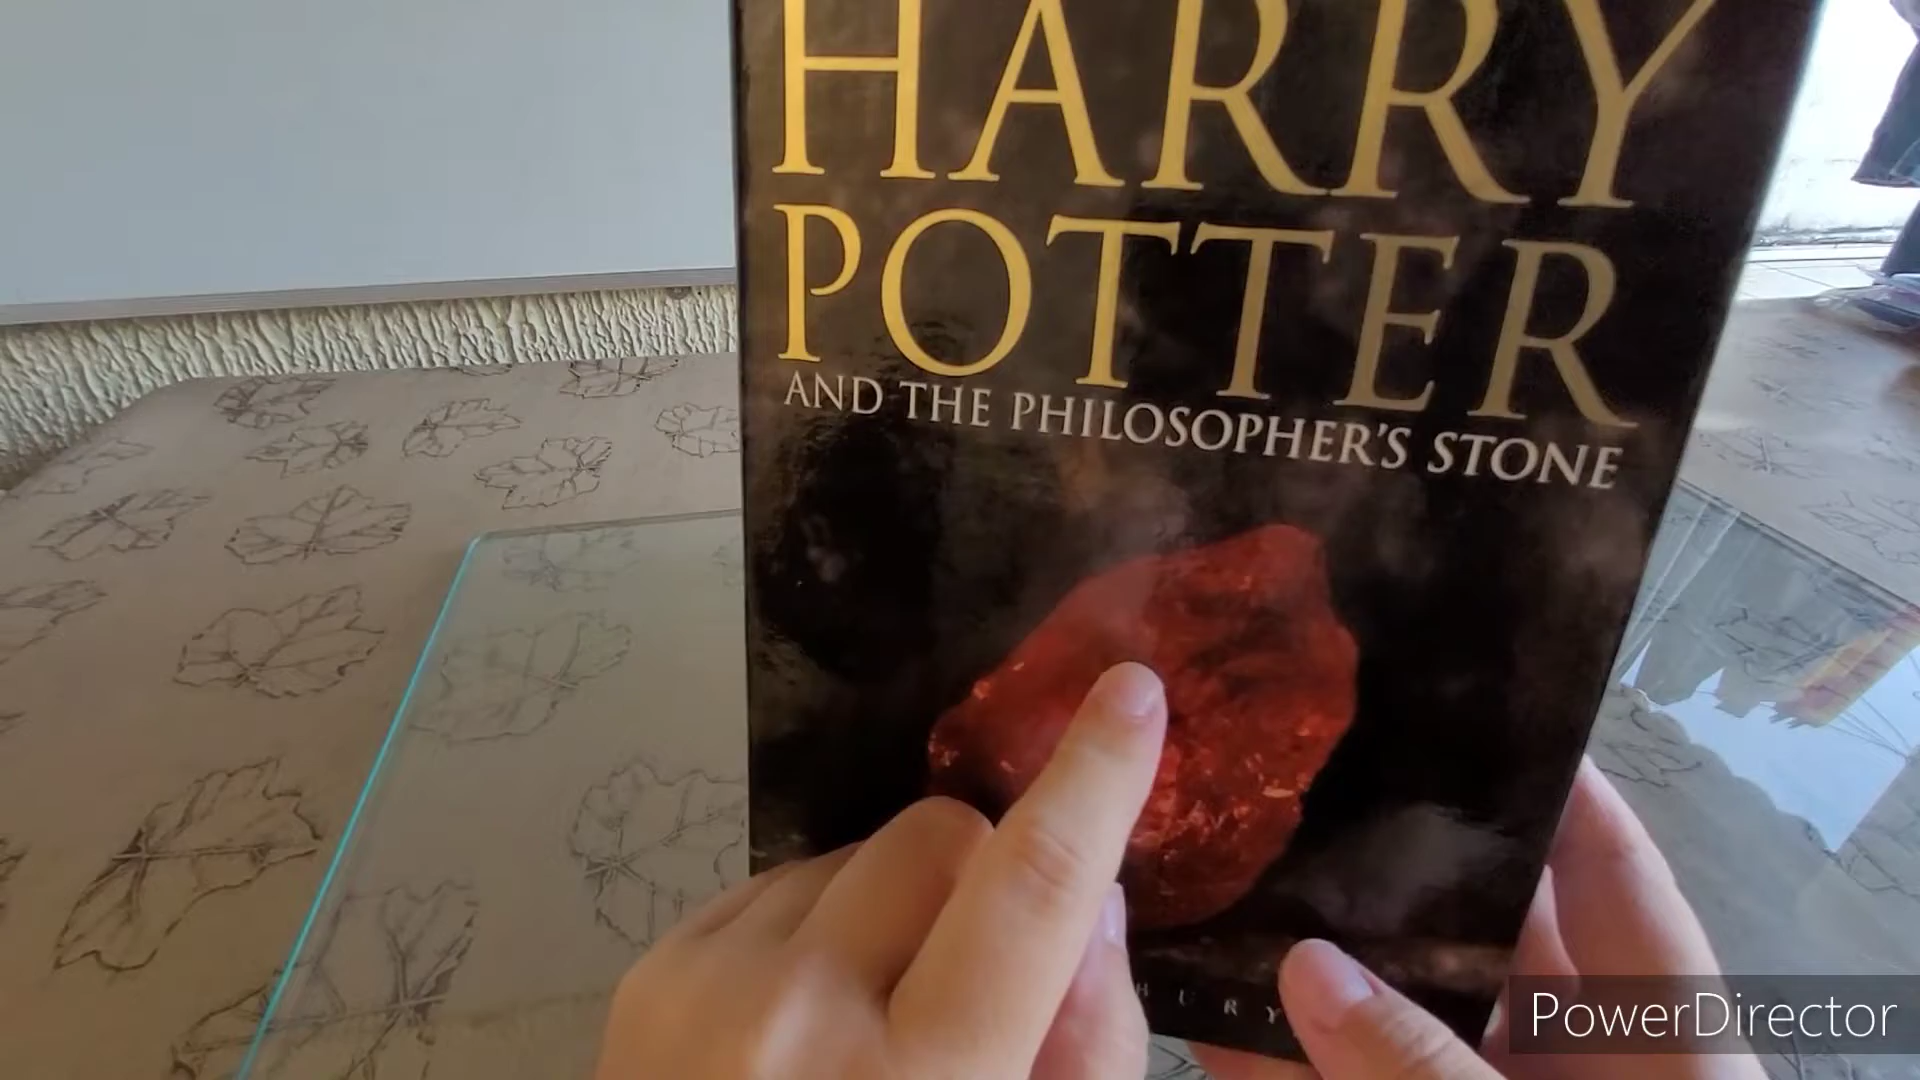 HARRY
POTTER
AND THE PHILOSOPHER'S STONE
PowerDirector